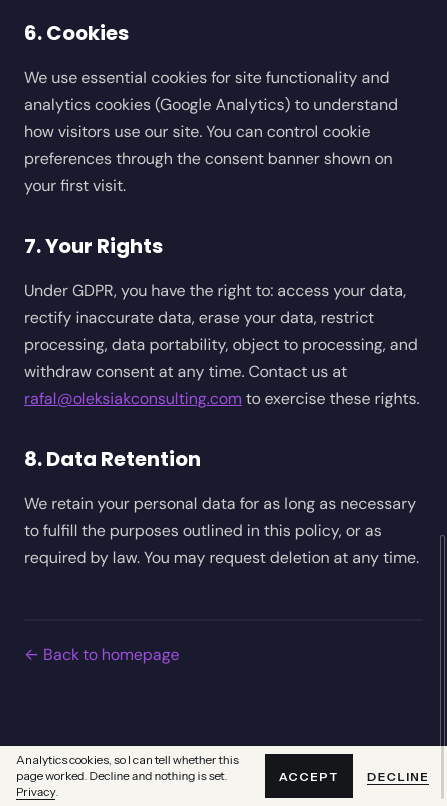 6. Cookies
We use essential cookies for site functionality and
analytics cookies (Google Analytics) to understand
how visitors use our site. You can control cookie
preferences through the consent banner shown on
your first visit.
7. Your Rights
Under GDPR, you have the right to: access your data,
rectify inaccurate data, erase your data, restrict
processing, data portability, object to processing, and
withdraw consent at any time. Contact us at
rafal@oleksiakconsulting.com to exercise these rights.
8. Data Retention
We retain your personal data for as long as necessary
to fulfill the purposes outlined in this policy, or as
required by law. You may request deletion at any time.
← Back to homepage
Analytics cookies, so I can tell whether this
page worked. Decline and nothing is set.
Privacy.
ACCEPT
DECLINE